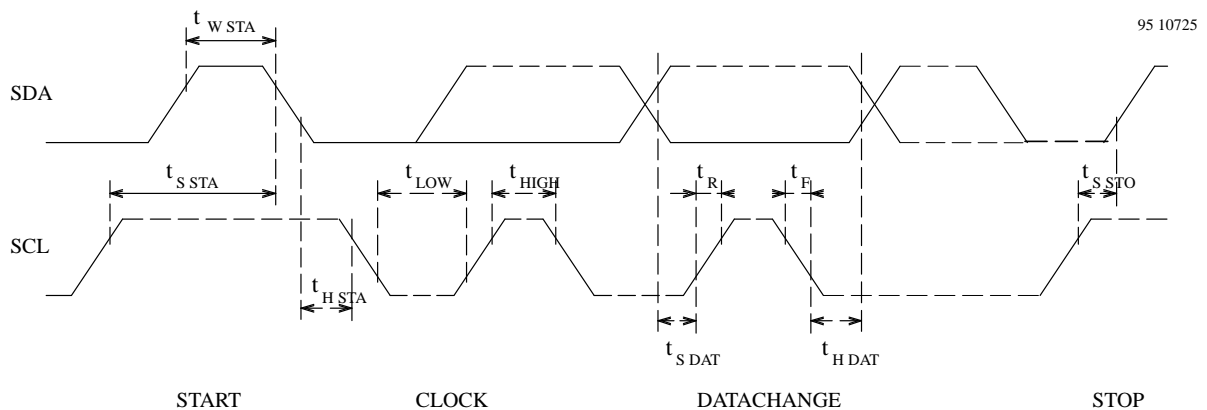 t W STA
95 10725
SDA
t S STA
t LOW
t HIGH
t R
t F
t S STO
SCL
t H STA
t S DAT
t H DAT
START
CLOCK
DATACHANGE
STOP